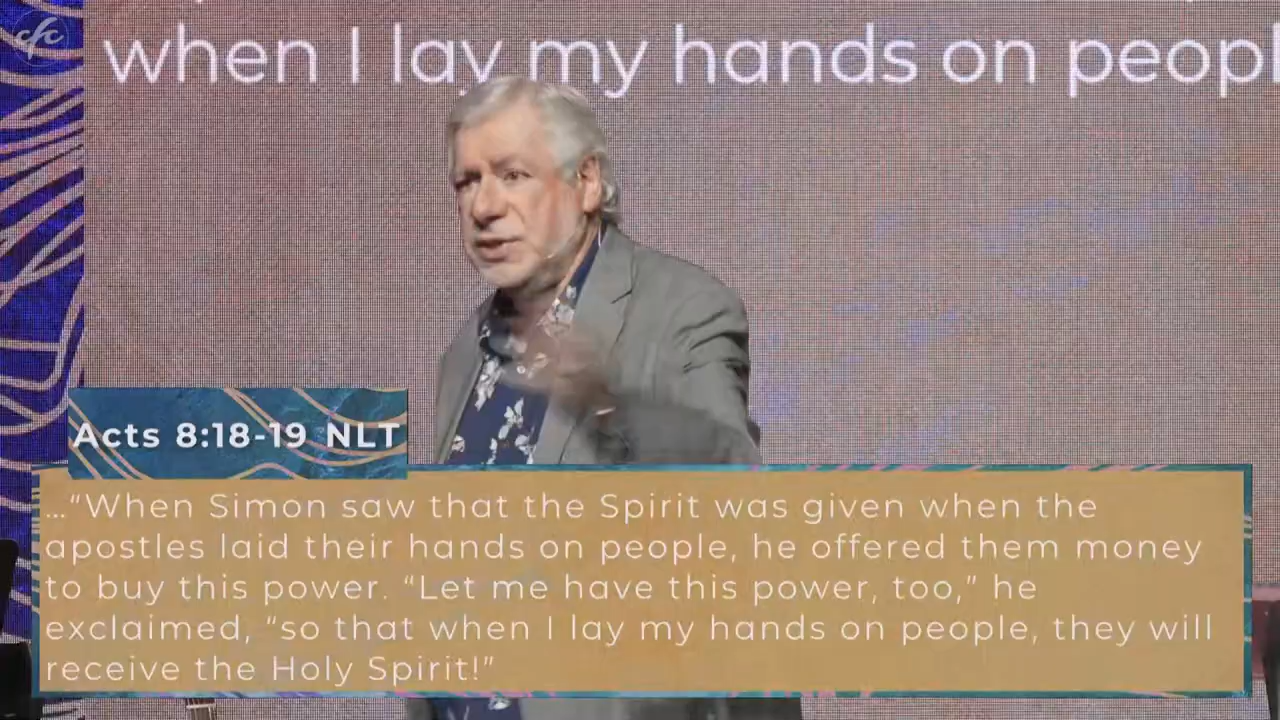 cfc
when I lay my hands on peopl
Acts 8:18-19 NLT
…“When Simon saw that the Spirit was given when the
apostles laid their hands on people, he offered them money
to buy this power. “Let me have this power, too,” he
exclaimed, “so that when I lay my hands on people, they will
receive the Holy Spirit!”